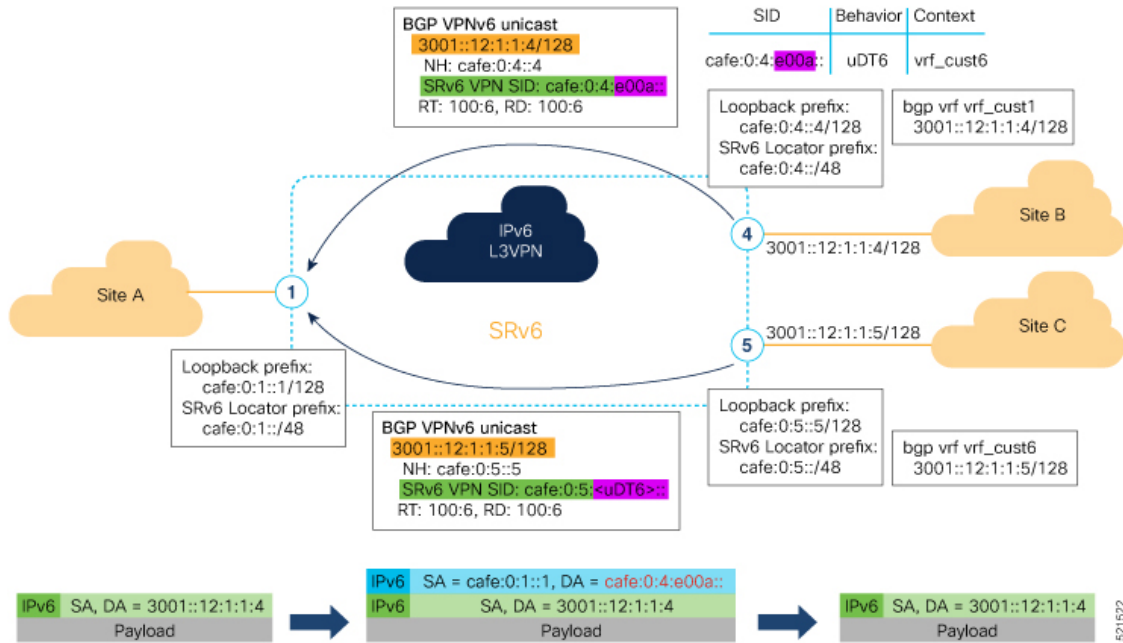 BGP VPNv6 unicast
3001::12:1:1:4/128
NH: cafe:0:4::4
SRv6 VPN SID: cafe:0:4:e00a::
RT: 100:6, RD: 100:6
SID Behavior Context
cafe:0:4:e00a:: uDT6 vrf_cust6
Loopback prefix:
cafe:0:4::4/128
SRv6 Locator prefix:
cafe:0:4::/48
bgp vrf vrf_cust1
3001::12:1:1:4/128
IPv6
L3VPN
4
3001::12:1:1:4/128
Site B
Site A
1
SRv6
5
3001::12:1:1:5/128
Site C
Loopback prefix:
cafe:0:1::1/128
SRv6 Locator prefix:
cafe:0:1::/48
BGP VPNv6 unicast
3001::12:1:1:5/128
NH: cafe:0:5::5
SRv6 VPN SID: cafe:0:5:<uDT6>::
RT: 100:6, RD: 100:6
Loopback prefix:
cafe:0:5::5/128
SRv6 Locator prefix:
cafe:0:5::/48
bgp vrf vrf_cust6
3001::12:1:1:5/128
IPv6 SA, DA = 3001::12:1:1:4
Payload
IPv6 SA = cafe:0:1::1, DA = cafe:0:4:e00a::
IPv6 SA, DA = 3001::12:1:1:4
Payload
IPv6 SA, DA = 3001::12:1:1:4
Payload
521522